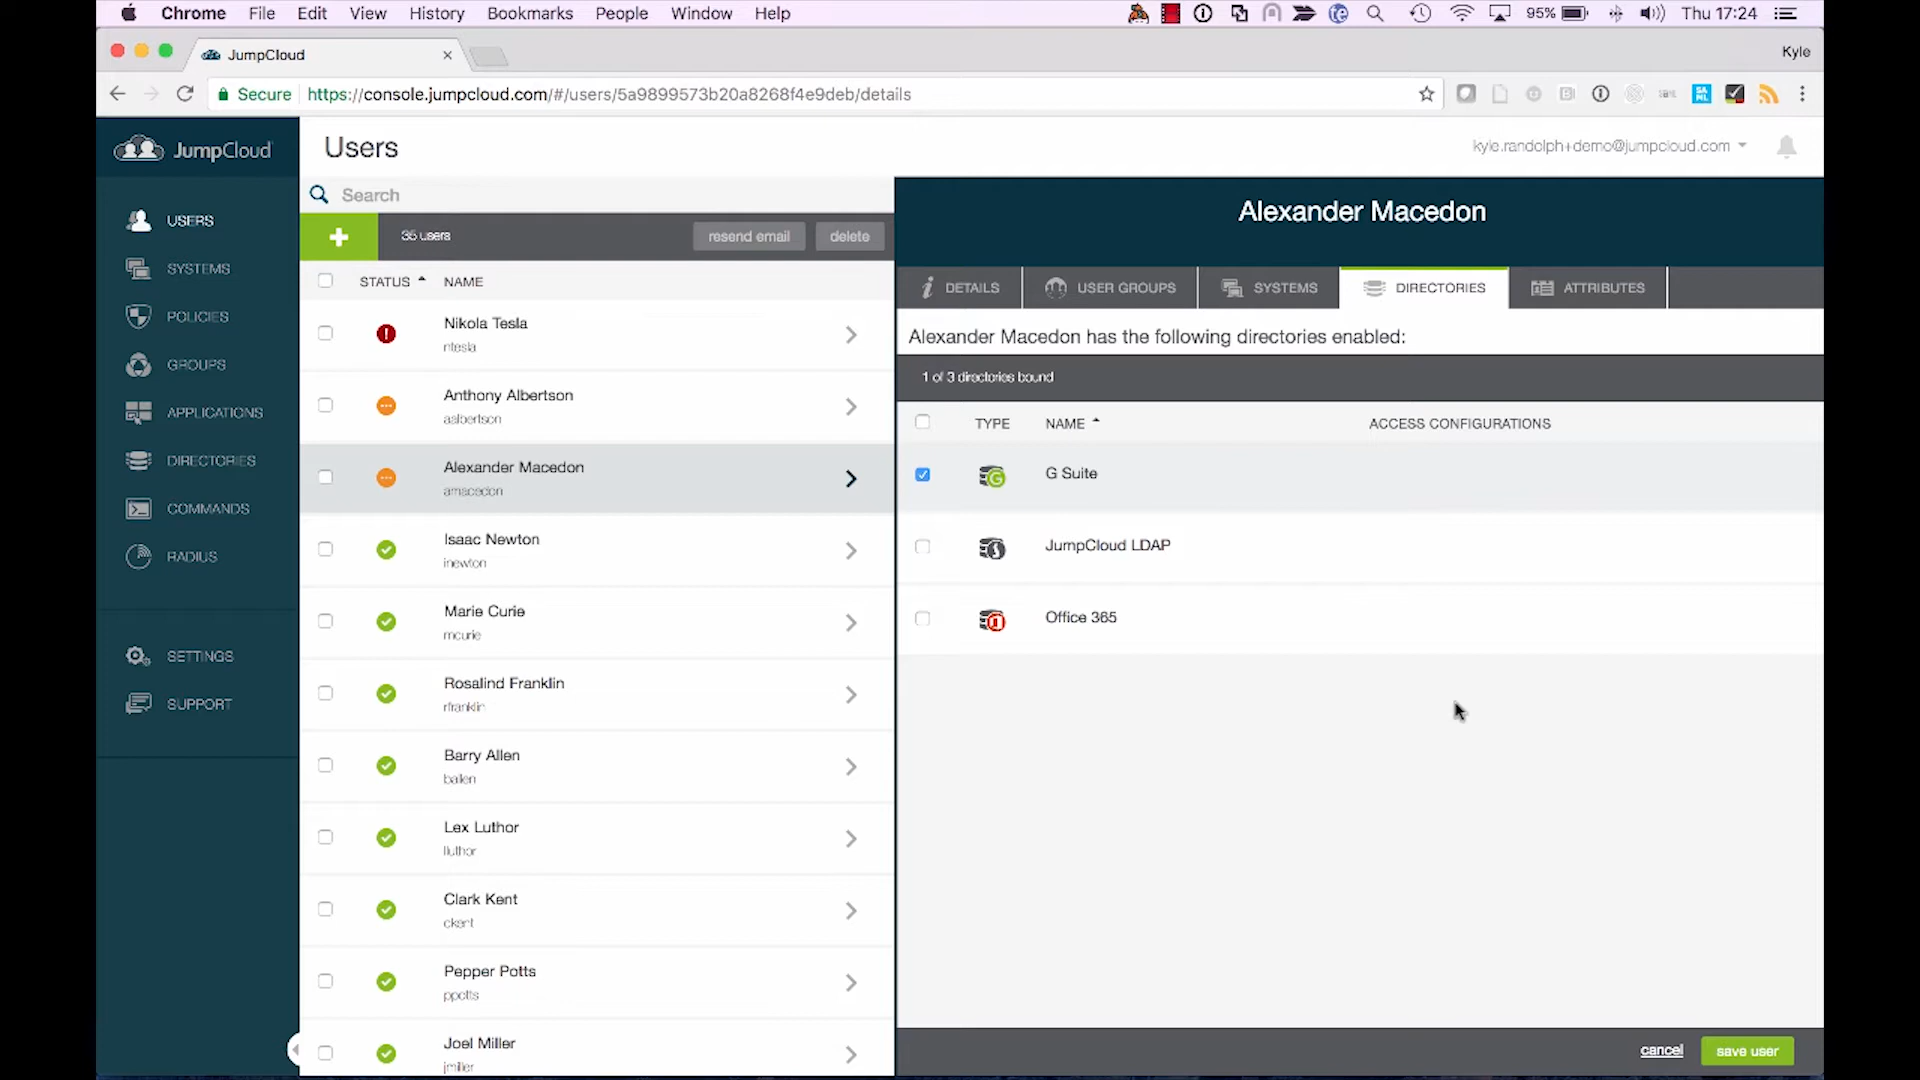 Chrome File Edit View History Bookmarks People Window Help 95% Thu 17:24
JumpCloud Kyle
Secure https://console.jumpcloud.com/#/users/5a9899573b20a8268f4e9deb/details
JumpCloud
USERS
SYSTEMS
POLICIES
GROUPS
APPLICATIONS
DIRECTORIES
COMMANDS
RADIUS
SETTINGS
SUPPORT
Users
kyle.randolph+demo@jumpcloud.com
Search
35 users resend email delete
STATUS NAME
Nikola Tesla
ntesla
Anthony Albertson
aalbertson
Alexander Macedon
amacedon
Isaac Newton
inewton
Marie Curie
mcurie
Rosalind Franklin
rfranklin
Barry Allen
ballen
Lex Luthor
lluthor
Clark Kent
ckent
Pepper Potts
ppotts
Joel Miller
jmiller
Alexander Macedon
DETAILS USER GROUPS SYSTEMS DIRECTORIES ATTRIBUTES
Alexander Macedon has the following directories enabled:
1 of 3 directories bound
TYPE NAME ACCESS CONFIGURATIONS
G Suite
JumpCloud LDAP
Office 365
cancel save user